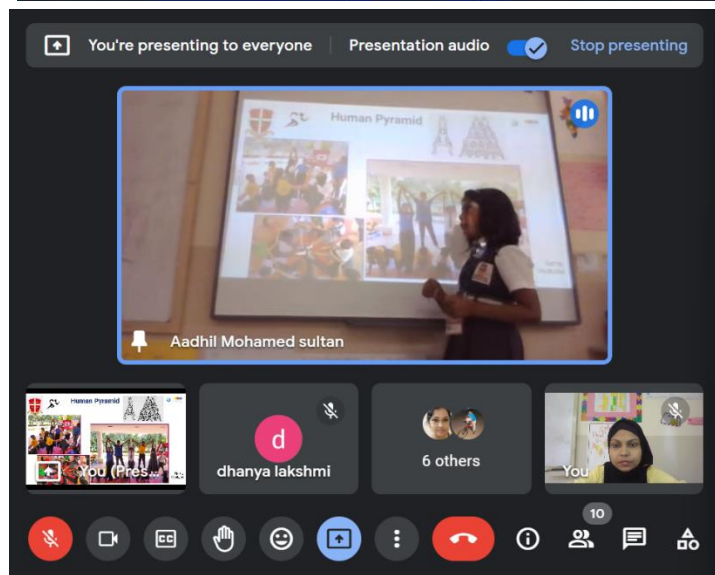 You're presenting to everyone
Presentation audio
Stop presenting
Human Pyramid
Aadhil Mohamed sultan
Human Pyramid
You (Pres...
d
dhanya lakshmi
6 others
You
CC
10